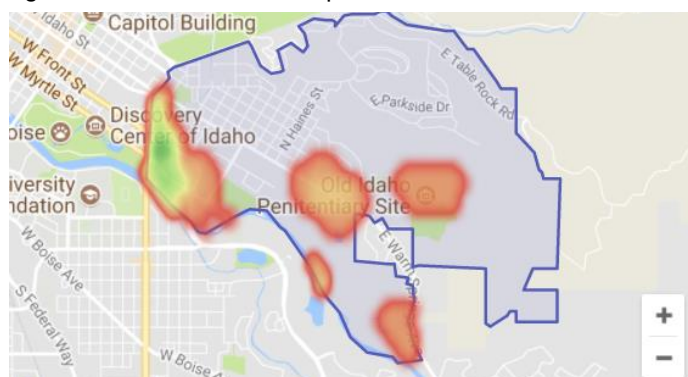 Capitol Building
W Idaho St
W Front St
W Myrtle St
Discovery
Center of Idaho
oise
iversity
ndation
N Haines St
E Parkside Dr
E Table Rock Rd
Old Idaho
Penitentiary Site
E Warm Spri
W Boise Ave
S Federal Way
W Boise A
+
−